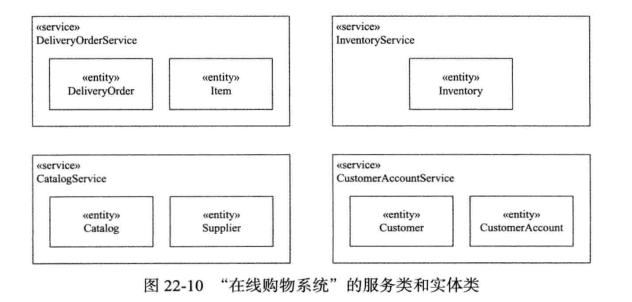 «service»
DeliveryOrderService
«entity»
DeliveryOrder
«entity»
Item
«service»
InventoryService
«entity»
Inventory
«service»
CatalogService
«entity»
Catalog
«entity»
Supplier
«service»
CustomerAccountService
«entity»
Customer
«entity»
CustomerAccount
图 22-10 “在线购物系统”的服务类和实体类